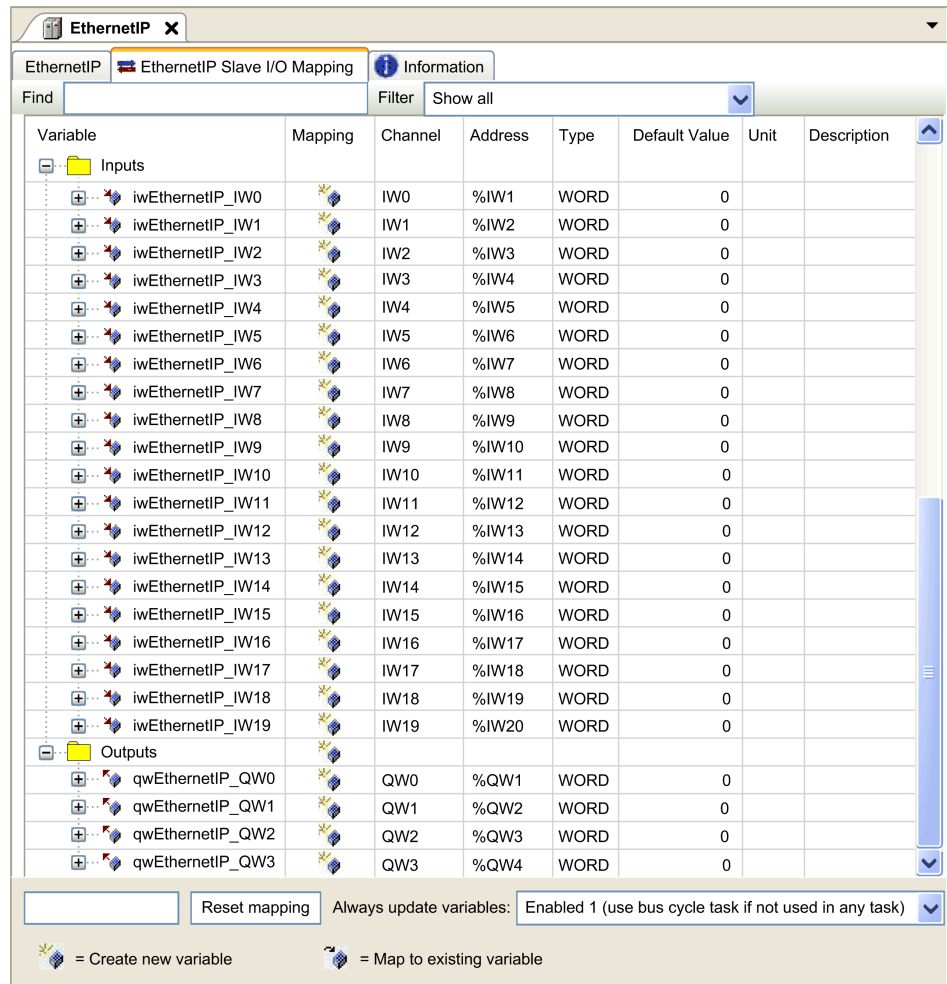 EthernetIP
EthernetIP EthernetIP Slave I/O Mapping Information
Find Filter Show all
Variable Mapping Channel Address Type Default Value Unit Description
Inputs
iwEthernetIP_IW0 IW0 %IW1 WORD 0
iwEthernetIP_IW1 IW1 %IW2 WORD 0
iwEthernetIP_IW2 IW2 %IW3 WORD 0
iwEthernetIP_IW3 IW3 %IW4 WORD 0
iwEthernetIP_IW4 IW4 %IW5 WORD 0
iwEthernetIP_IW5 IW5 %IW6 WORD 0
iwEthernetIP_IW6 IW6 %IW7 WORD 0
iwEthernetIP_IW7 IW7 %IW8 WORD 0
iwEthernetIP_IW8 IW8 %IW9 WORD 0
iwEthernetIP_IW9 IW9 %IW10 WORD 0
iwEthernetIP_IW10 IW10 %IW11 WORD 0
iwEthernetIP_IW11 IW11 %IW12 WORD 0
iwEthernetIP_IW12 IW12 %IW13 WORD 0
iwEthernetIP_IW13 IW13 %IW14 WORD 0
iwEthernetIP_IW14 IW14 %IW15 WORD 0
iwEthernetIP_IW15 IW15 %IW16 WORD 0
iwEthernetIP_IW16 IW16 %IW17 WORD 0
iwEthernetIP_IW17 IW17 %IW18 WORD 0
iwEthernetIP_IW18 IW18 %IW19 WORD 0
iwEthernetIP_IW19 IW19 %IW20 WORD 0
Outputs
qwEthernetIP_QW0 QW0 %QW1 WORD 0
qwEthernetIP_QW1 QW1 %QW2 WORD 0
qwEthernetIP_QW2 QW2 %QW3 WORD 0
qwEthernetIP_QW3 QW3 %QW4 WORD 0
Reset mapping Always update variables: Enabled 1 (use bus cycle task if not used in any task)
= Create new variable = Map to existing variable